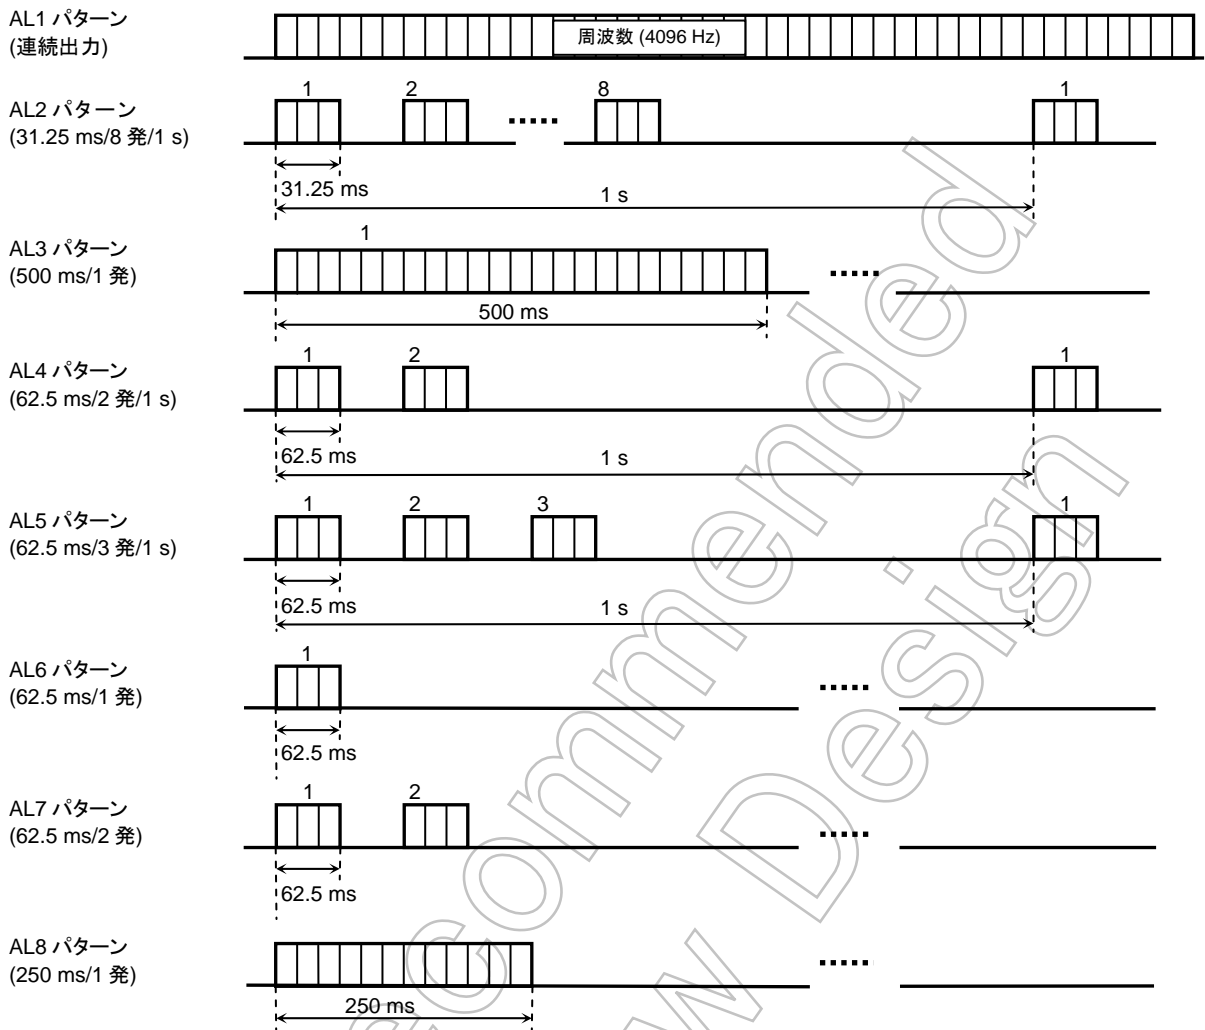 AL1 パターン
(連続出力)
周波数 (4096 Hz)
AL2 パターン
(31.25 ms/8 発/1 s)
1
2
8
1
31.25 ms
1 s
AL3 パターン
(500 ms/1 発)
1
500 ms
AL4 パターン
(62.5 ms/2 発/1 s)
1
2
1
62.5 ms
1 s
AL5 パターン
(62.5 ms/3 発/1 s)
1
2
3
1
62.5 ms
1 s
AL6 パターン
(62.5 ms/1 発)
1
62.5 ms
AL7 パターン
(62.5 ms/2 発)
1
2
62.5 ms
AL8 パターン
(250 ms/1 発)
250 ms
ecommended
w Design